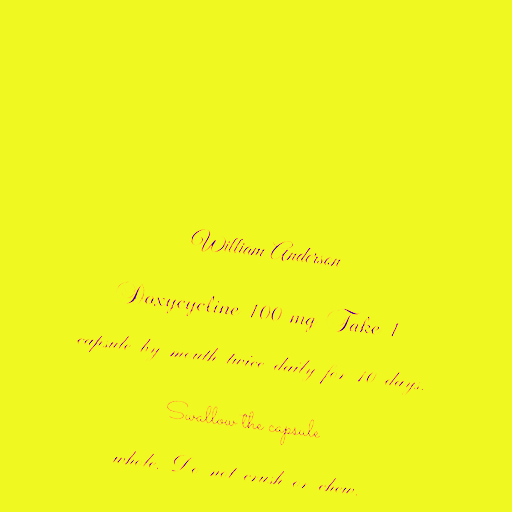 William Anderson
Doxycycline 100 mg Take 1
capsule by mouth twice daily for 10 days.
Swallow the capsule
whole. Do not crush or chew.